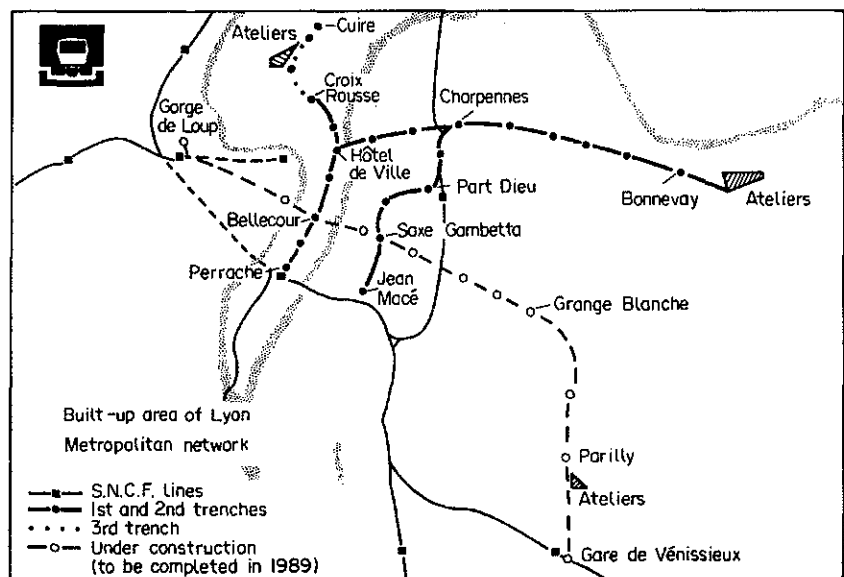 Cuire
Ateliers
Croix
Rousse
Gorge
de Loup
Charpennes
Hôtel
de Ville
Part Dieu
Bonnevay
Ateliers
Bellecour
Saxe Gambetta
Perrache
Jean
Macé
Grange Blanche
Built-up area of Lyon
Metropolitan network
Parilly
Ateliers
S.N.C.F. lines
1st and 2nd trenches
3rd trench
Under construction
(to be completed in 1989)
Gare de Vénissieux